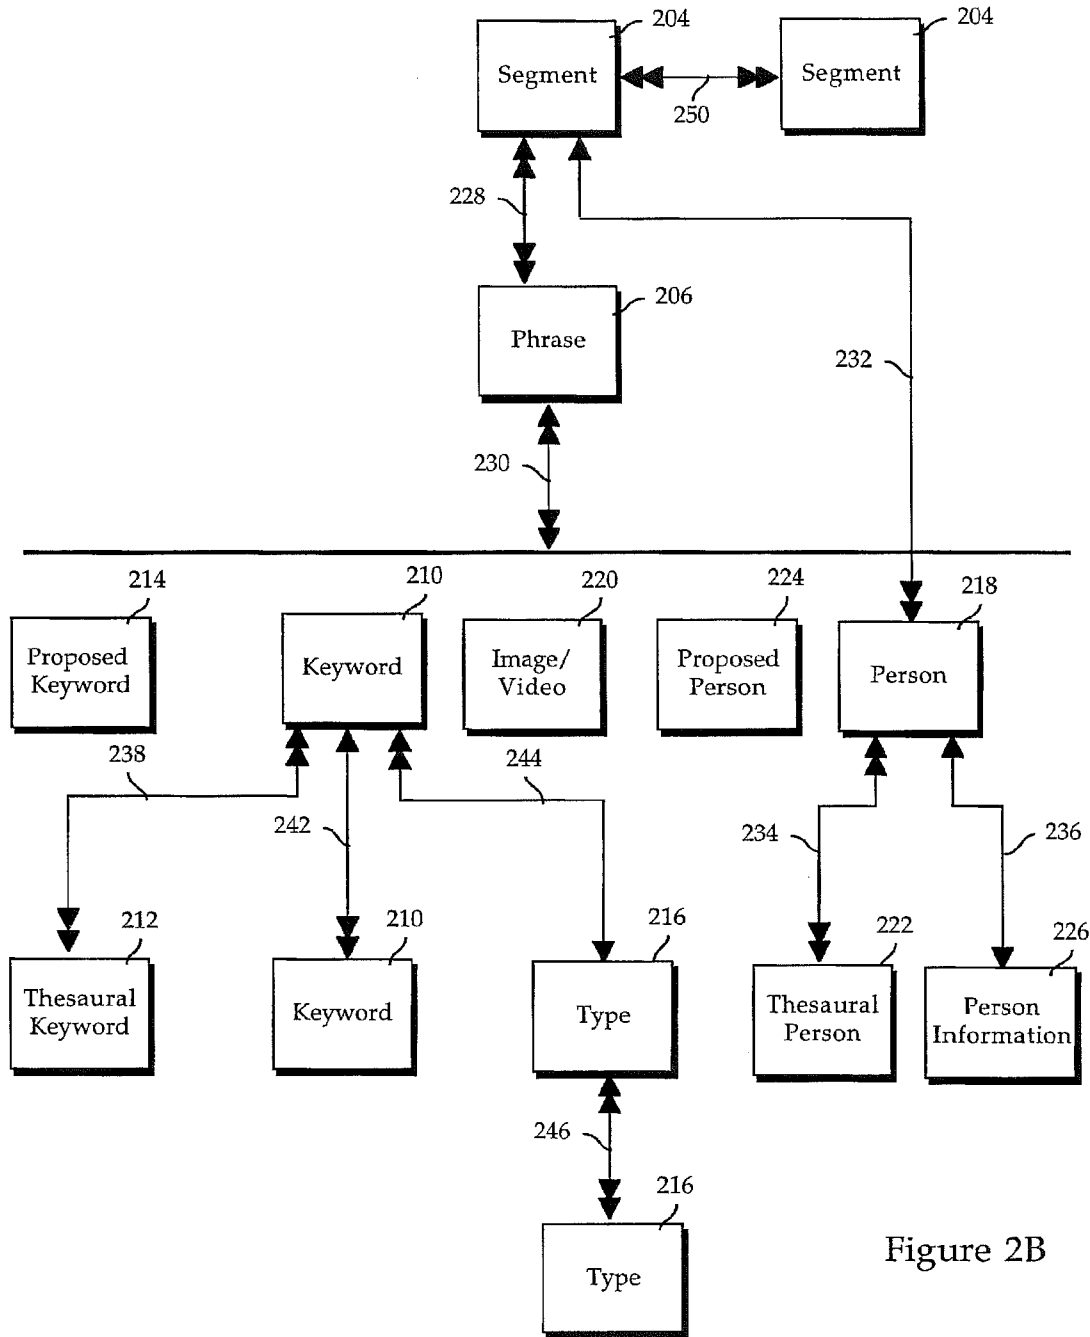 204
204
Segment
Segment
250
228
206
Phrase
232
230
214
210
220
224
218
Proposed
Keyword
Keyword
Image/
Video
Proposed
Person
Person
238
244
242
234
236
212
210
216
222
226
Thesaural
Keyword
Keyword
Type
Thesaural
Person
Person
Information
246
216
Type
Figure 2B